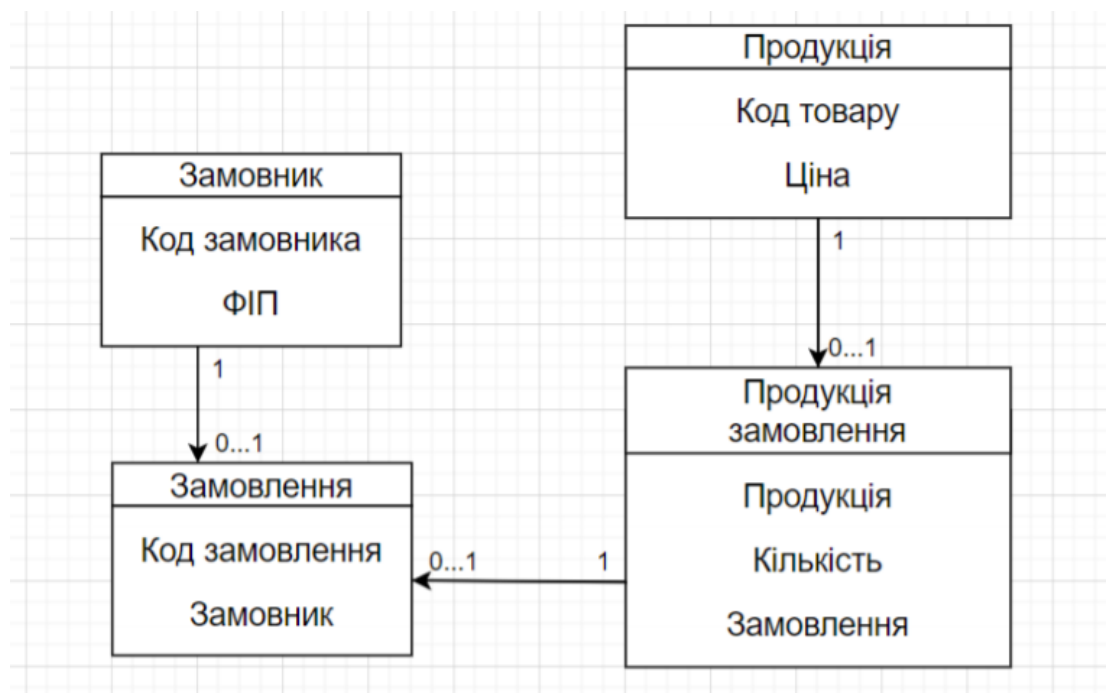 Продукція
Код товару
Ціна
1
0...1
Замовник
Код замовника
ФІП
1
0...1
Замовлення
Код замовлення
Замовник
0...1
1
Продукція
замовлення
Продукція
Кількість
Замовлення